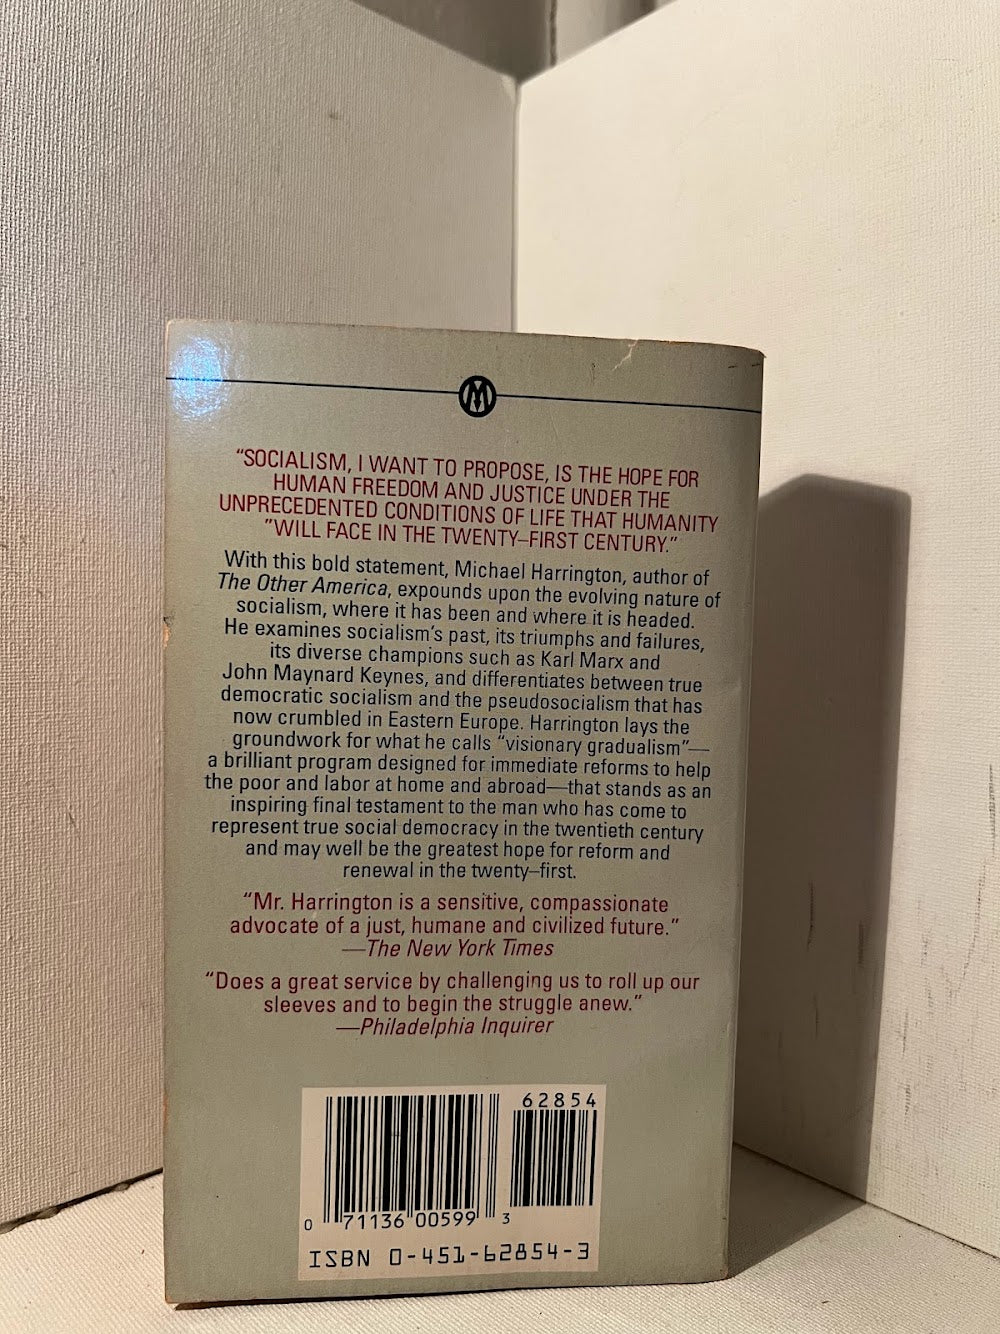 M
"SOCIALISM, I WANT TO PROPOSE, IS THE HOPE FOR
HUMAN FREEDOM AND JUSTICE UNDER THE
UNPRECEDENTED CONDITIONS OF LIFE THAT HUMANITY
"WILL FACE IN THE TWENTY–FIRST CENTURY."
With this bold statement, Michael Harrington, author of
The Other America, expounds upon the evolving nature of
socialism, where it has been and where it is headed.
He examines socialism's past, its triumphs and failures,
its diverse champions such as Karl Marx and
John Maynard Keynes, and differentiates between true
democratic socialism and the pseudosocialism that has
now crumbled in Eastern Europe. Harrington lays the
groundwork for what he calls "visionary gradualism"—
a brilliant program designed for immediate reforms to help
the poor and labor at home and abroad—that stands as an
inspiring final testament to the man who has come to
represent true social democracy in the twentieth century
and may well be the greatest hope for reform and
renewal in the twenty–first.
"Mr. Harrington is a sensitive, compassionate
advocate of a just, humane and civilized future."
—The New York Times
"Does a great service by challenging us to roll up our
sleeves and to begin the struggle anew."
—Philadelphia Inquirer
62854
0 71136 00599 3
ISBN 0-451-62854-3